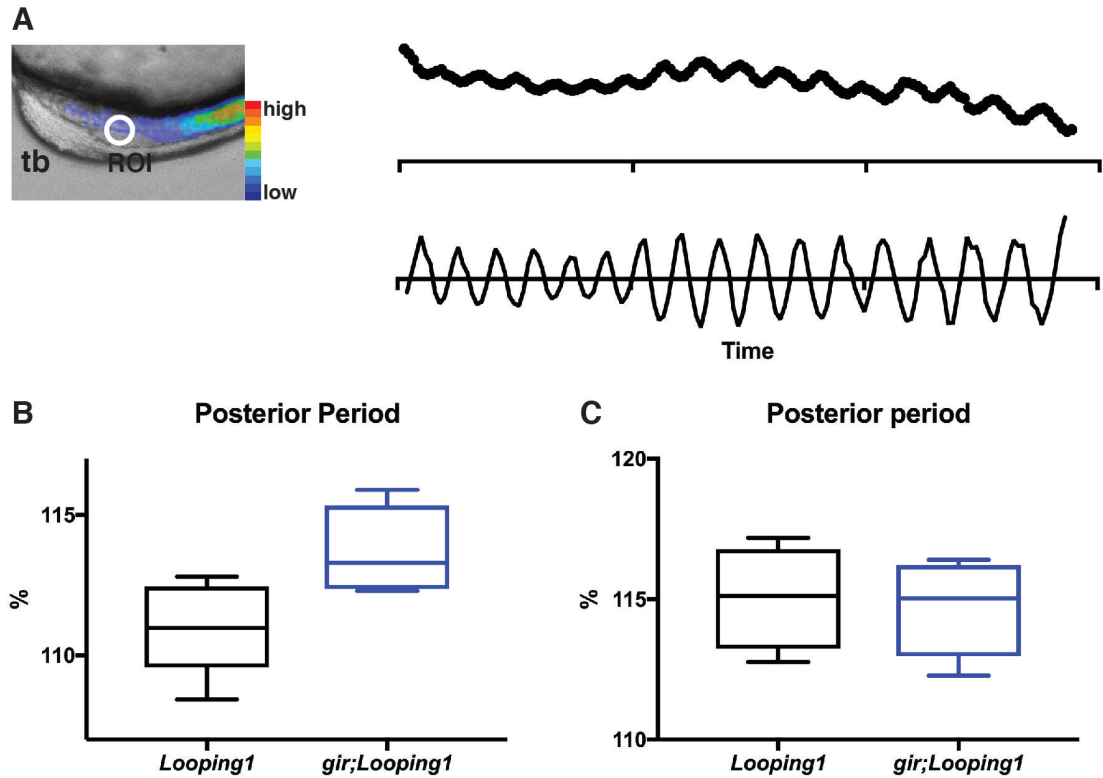 A
high
tb
ROI
low
Time
B
Posterior Period
115
%
110
Looping1
gir;Looping1
C
Posterior period
120
%
115
110
Looping1
gir;Looping1